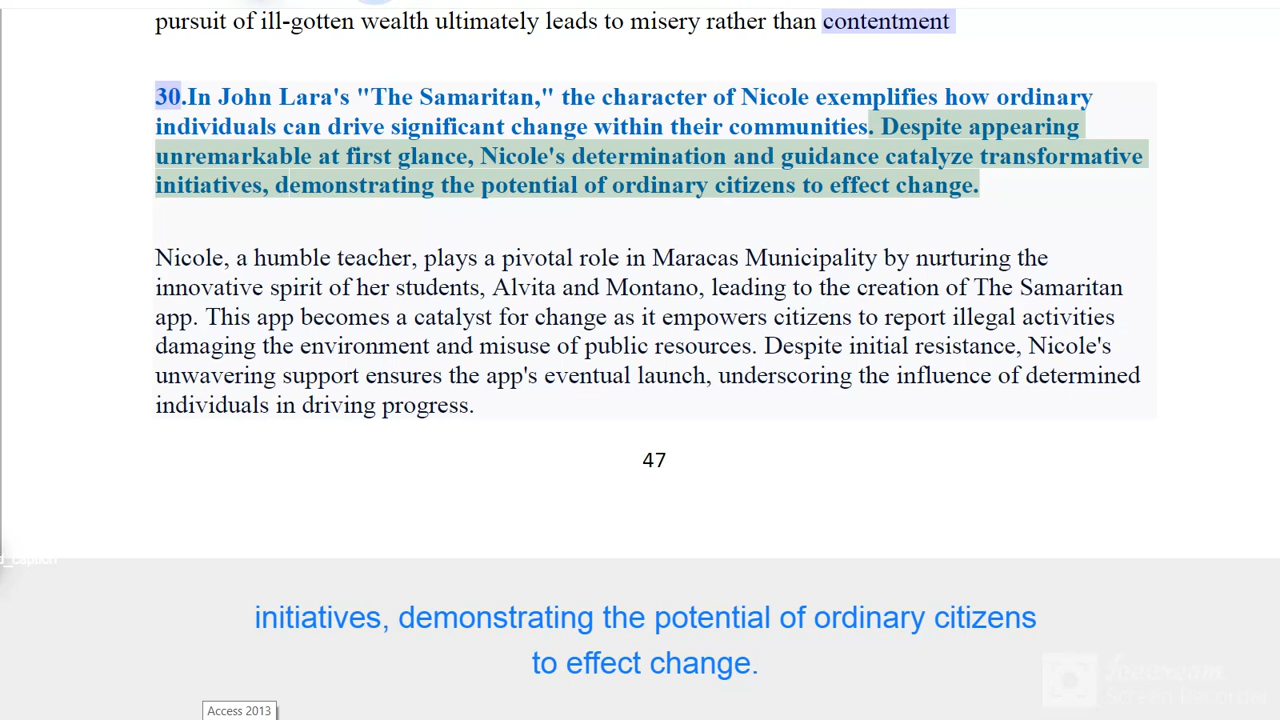 pursuit of ill-gotten wealth ultimately leads to misery rather than contentment
30.In John Lara's "The Samaritan," the character of Nicole exemplifies how ordinary
individuals can drive significant change within their communities. Despite appearing
unremarkable at first glance, Nicole's determination and guidance catalyze transformative
initiatives, demonstrating the potential of ordinary citizens to effect change.
Nicole, a humble teacher, plays a pivotal role in Maracas Municipality by nurturing the
innovative spirit of her students, Alvita and Montano, leading to the creation of The Samaritan
app. This app becomes a catalyst for change as it empowers citizens to report illegal activities
damaging the environment and misuse of public resources. Despite initial resistance, Nicole's
unwavering support ensures the app's eventual launch, underscoring the influence of determined
individuals in driving progress.
47
d_caption
initiatives, demonstrating the potential of ordinary citizens
to effect change.
Icecream
Screen Recorder
Access 2013